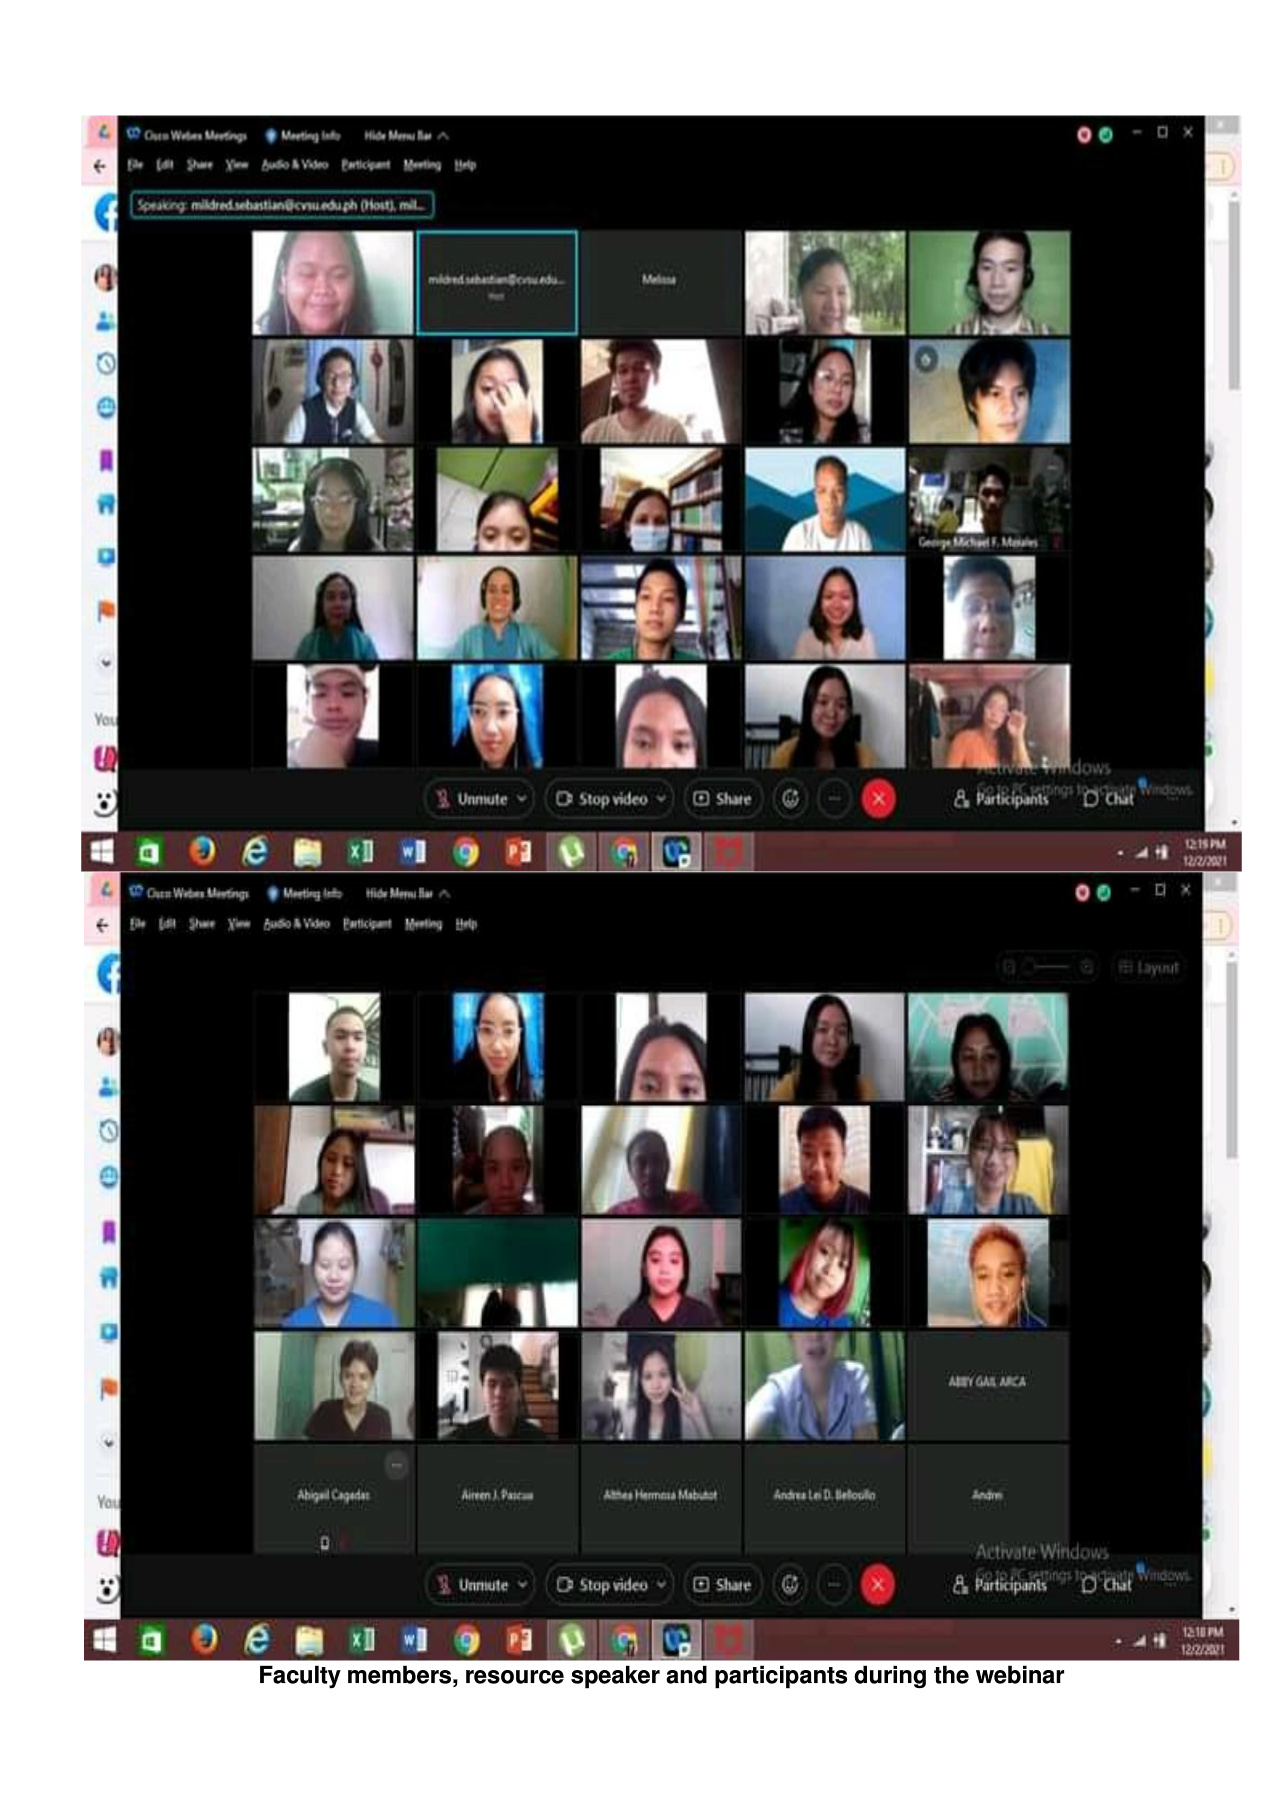 Cisco Webex Meetings Meeting Info Hide Menu Bar
File Edit Share View Audio & Video Participant Meeting Help
Speaking: mildred.sebastian@cvsu.edu.ph (Host), mil...
mildred.sebastian@cvsu.edu...
Host
Melissa
George Michael F. Morales
You
Activate Windows
Go to PC settings to activate Windows.
Unmute Stop video Share Participants Chat
12:19 PM
12/2/2021
Cisco Webex Meetings Meeting Info Hide Menu Bar
File Edit Share View Audio & Video Participant Meeting Help
Layout
ABBY GAIL ARCA
Abigail Cagadas
Aireen J. Pascua
Althea Hermosa Mabutot
Andrea Lei D. Bellosillo
Andrei
You
Activate Windows
Go to PC settings to activate Windows.
Unmute Stop video Share Participants Chat
12:18 PM
12/2/2021
Faculty members, resource speaker and participants during the webinar